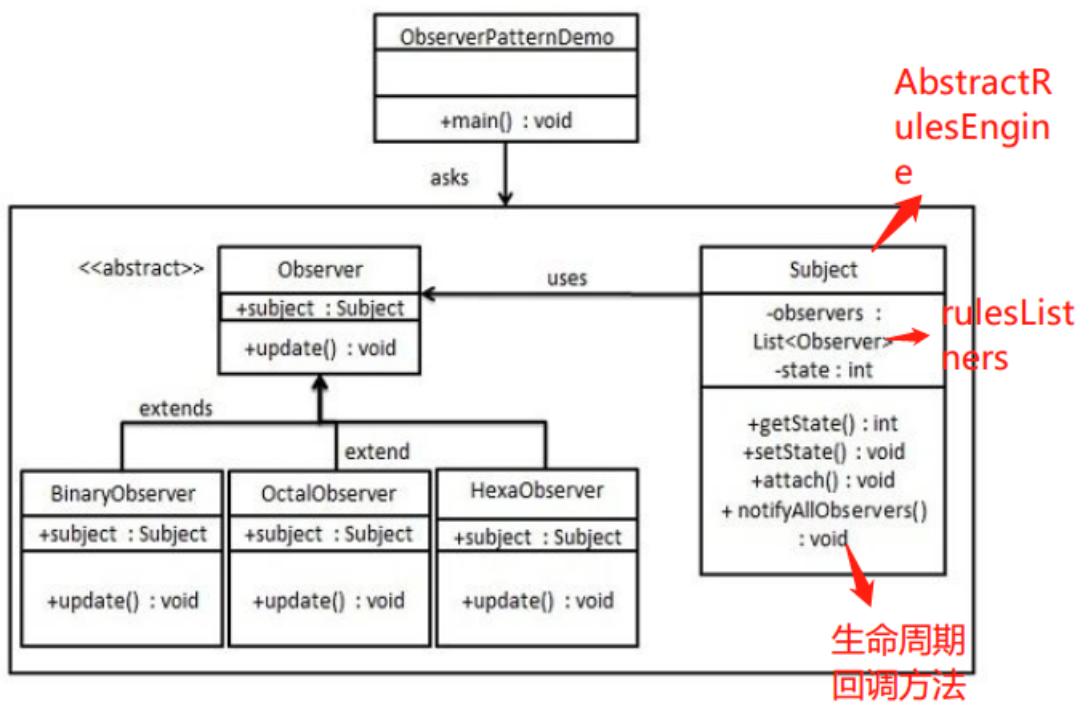 ObserverPatternDemo
+main() : void
asks
AbstractR
ulesEngin
e
<<abstract>>
Observer
+subject : Subject
+update() : void
uses
Subject
-observers :
List<Observer>
-state : int
rulesList
ners
+getState() : int
+setState() : void
+attach() : void
+ notifyAllObservers()
: void
extends
extend
BinaryObserver
+subject : Subject
+update() : void
OctalObserver
+subject : Subject
+update() : void
HexaObserver
+subject : Subject
+update() : void
生命周期
回调方法